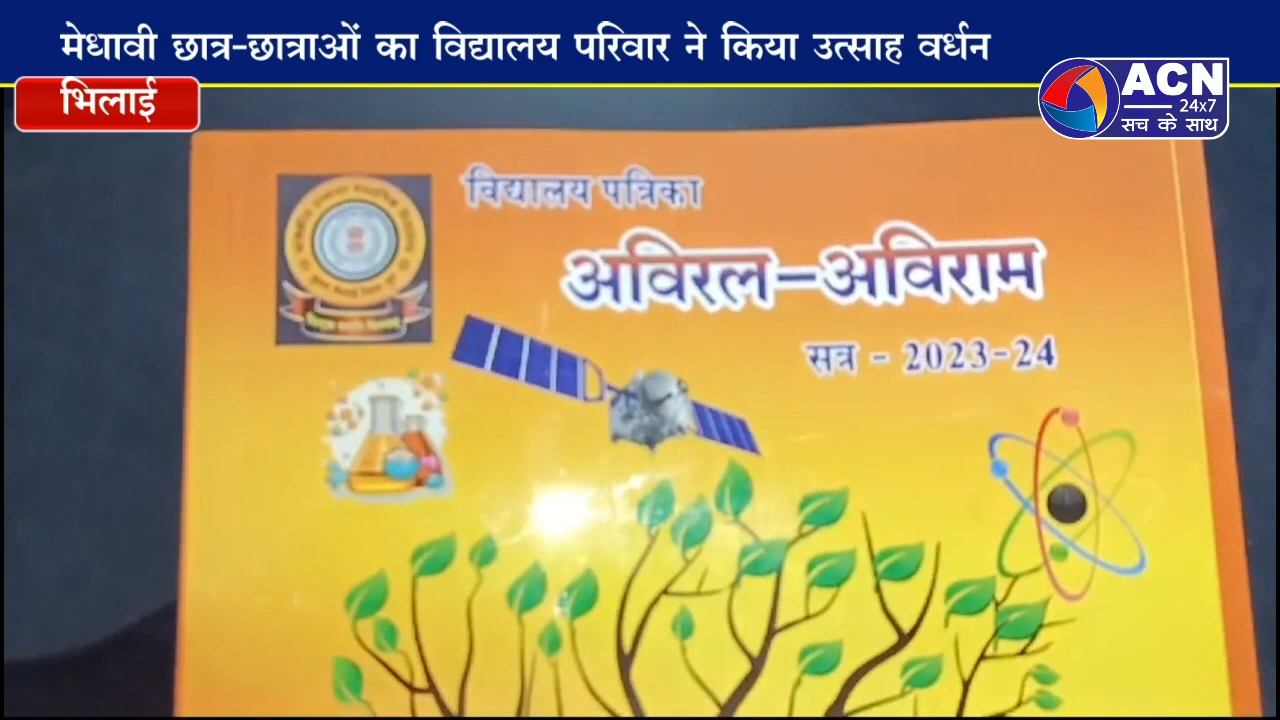 मेधावी छात्र-छात्राओं का विद्यालय परिवार ने किया उत्साह वर्धन
भिलाई
ACN
24x7
सच के साथ
विद्यालय पत्रिका
अविरल-अविराम
सत्र - 2023-24